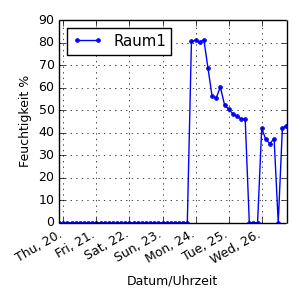 90
80
70
60
50
40
30
20
10
0
Feuchtigkeit %
Raum1
Thu, 20.
Fri, 21.
Sat, 22.
Sun, 23.
Mon, 24.
Tue, 25.
Wed, 26.
Datum/Uhrzeit